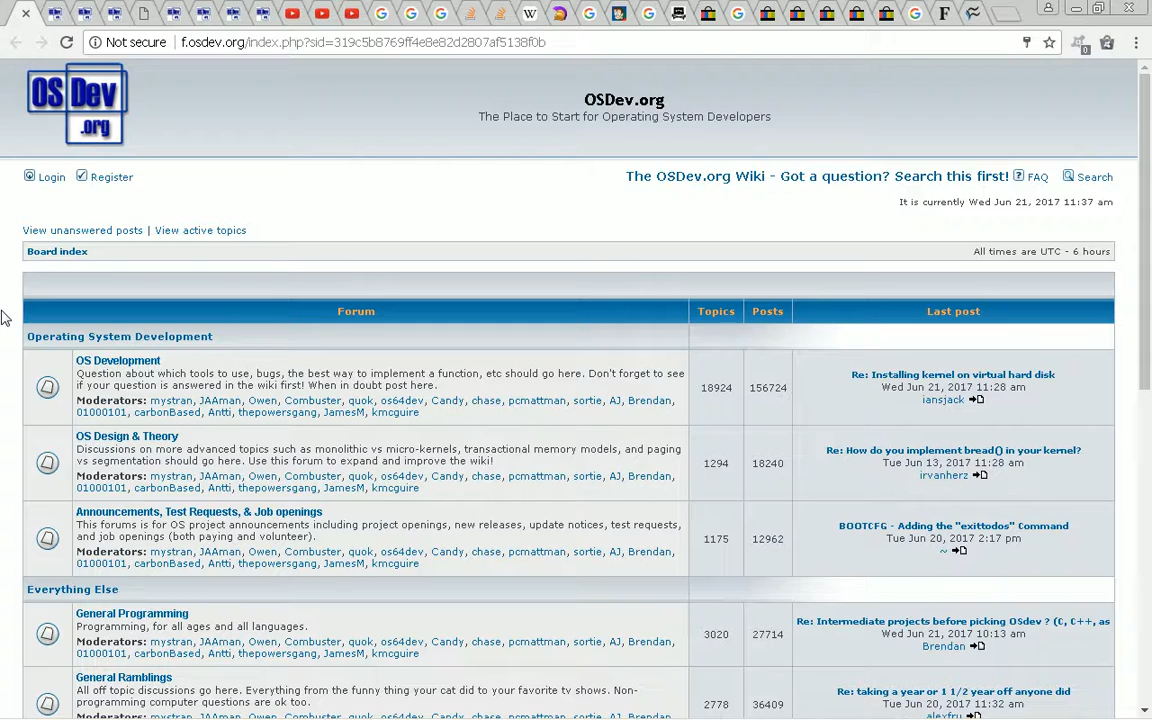 Not secure | f.osdev.org/index.php?sid=319c5b8769ff4e8e82d2807af5138f0b
0
OS Dev
.org
OSDev.org
The Place to Start for Operating System Developers
Login Register
The OSDev.org Wiki - Got a question? Search this first! FAQ Search
It is currently Wed Jun 21, 2017 11:37 am
View unanswered posts | View active topics
Board index All times are UTC - 6 hours
Forum Topics Posts Last post
Operating System Development
OS Development
Question about which tools to use, bugs, the best way to implement a function, etc should go here. Don't forget to see
if your question is answered in the wiki first! When in doubt post here.
Moderators: mystran, JAAman, Owen, Combuster, quok, os64dev, Candy, chase, pcmattman, sortie, AJ, Brendan,
01000101, carbonBased, Antti, thepowersgang, JamesM, kmcguire
18924 156724
Re: Installing kernel on virtual hard disk
Wed Jun 21, 2017 11:28 am
iansjack
OS Design & Theory
Discussions on more advanced topics such as monolithic vs micro-kernels, transactional memory models, and paging
vs segmentation should go here. Use this forum to expand and improve the wiki!
Moderators: mystran, JAAman, Owen, Combuster, quok, os64dev, Candy, chase, pcmattman, sortie, AJ, Brendan,
01000101, carbonBased, Antti, thepowersgang, JamesM, kmcguire
1294 18240
Re: How do you implement bread() in your kernel?
Tue Jun 13, 2017 11:28 am
irvanherz
Announcements, Test Requests, & Job openings
This forums is for OS project announcements including project openings, new releases, update notices, test requests,
and job openings (both paying and volunteer).
Moderators: mystran, JAAman, Owen, Combuster, quok, os64dev, Candy, chase, pcmattman, sortie, AJ, Brendan,
01000101, carbonBased, Antti, thepowersgang, JamesM, kmcguire
1175 12962
BOOTCFG - Adding the "exittodos" Command
Tue Jun 20, 2017 2:17 pm
~
Everything Else
General Programming
Programming, for all ages and all languages.
Moderators: mystran, JAAman, Owen, Combuster, quok, os64dev, Candy, chase, pcmattman, sortie, AJ, Brendan,
01000101, carbonBased, Antti, thepowersgang, JamesM, kmcguire
3020 27714
Re: Intermediate projects before picking OSdev ? (C, C++, as
Wed Jun 21, 2017 10:13 am
Brendan
General Ramblings
All off topic discussions go here. Everything from the funny thing your cat did to your favorite tv shows. Non-
programming computer questions are ok too.
Moderators: mystran, JAAman, Owen, Combuster, quok, os64dev, Candy, chase, pcmattman, sortie, AJ, Brendan,
2778 36409
Re: taking a year or 1 1/2 year off anyone did
Tue Jun 20, 2017 11:32 am
alexfru